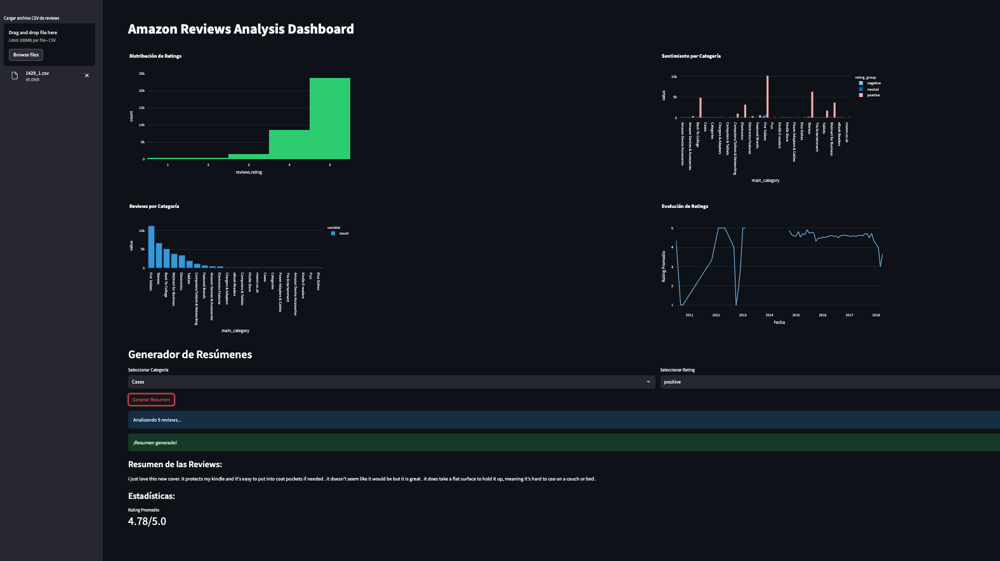 Cargar archivo CSV de reviews
Drag and drop file here
Limit 200MB per file • CSV
Browse files
1429_1.csv
49.0MB
Amazon Reviews Analysis Dashboard
Distribución de Ratings
25k
20k
15k
10k
5k
0
count
1 2 3 4 5
reviews.rating
Sentimiento por Categoría
10k
5k
0
value
rating_group
negative
neutral
positive
Amazon Device Accessories
Amazon Devices & Accessories
Back To College
Cases
Categories
Chargers & Adapters
Computers & Tablets
Computers/Tablets & Networking
Electronics
Electronics Features
Featured Brands
Fire Tablets
Frys
Kindle E-readers
Kindle Store
Power Adapters & Cables
Rice Dishes
Stereos
TVs Entertainment
Tablets
Walmart for Business
eBook Readers
mazon.co.uk
main_category
Reviews por Categoría
10k
5k
0
value
variable
count
Fire Tablets
Stereos
Back To College
Walmart for Business
Electronics
Tablets
Computers/Tablets & Networking
Featured Brands
Amazon Devices & Accessories
Electronics Features
Chargers & Adapters
eBook Readers
Computers & Tablets
Kindle Store
mazon.co.uk
Cases
Categories
Power Adapters & Cables
TVs Entertainment
Amazon Device Accessories
Kindle E-readers
Frys
Rice Dishes
main_category
Evolución de Ratings
5
4
3
2
1
Rating Promedio
2011 2012 2013 2014 2015 2016 2017 2018
Fecha
Generador de Resúmenes
Seleccionar Categoría
Cases
Seleccionar Rating
positive
Generar Resumen
Analizando 9 reviews...
¡Resumen generado!
Resumen de las Reviews:
i just love this new cover. it protects my kindle and it's easy to put into coat pockets if needed . it doesn't seem like it would be but it is great . it does take a flat surface to hold it up, meaning it's hard to use on a couch or bed .
Estadísticas:
Rating Promedio
4.78/5.0